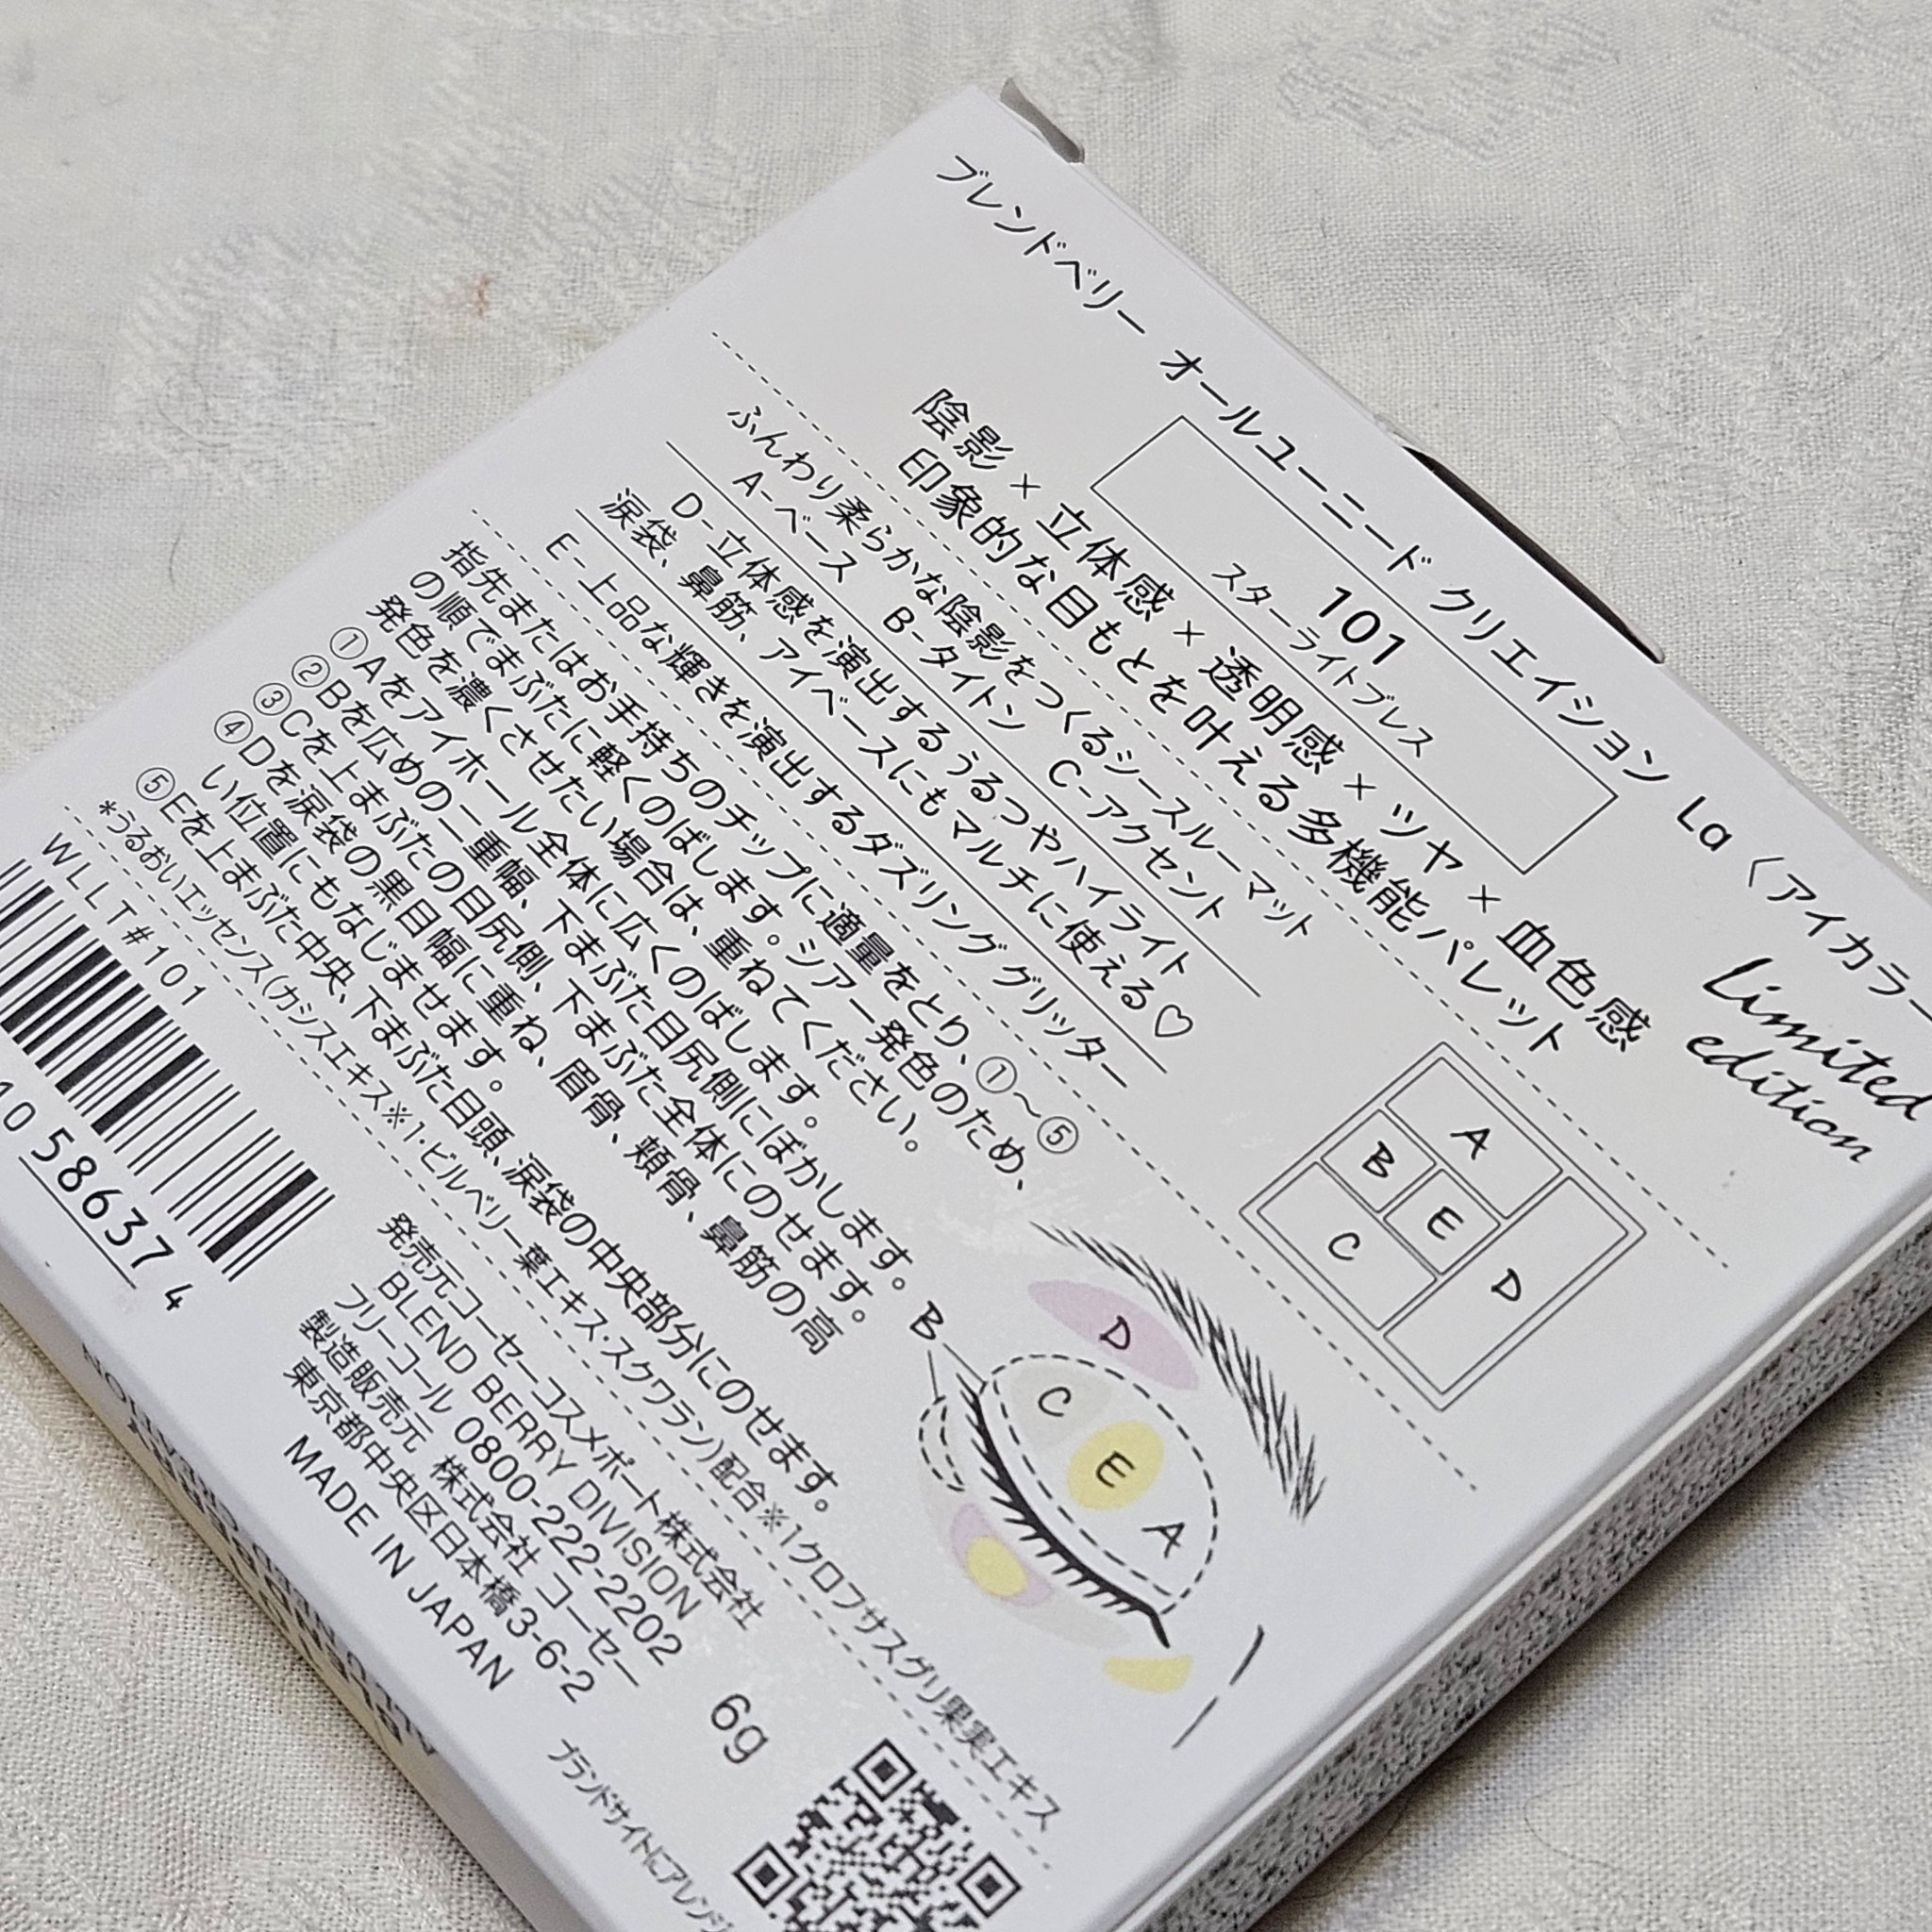 ブレンドベリー オールユーニード クリエイション La〈アイカラー
Limited
edition
101
スターライトブレス
陰影×立体感×透明感×ツヤ×血色感
印象的な目もとを叶える多機能パレット
ふんわり柔らかな陰影をつくるシースルーマット
A-ベース B-タイトン C-アクセント
D-立体感を演出するうるつやハイライト
涙袋、鼻筋、アイベースにもマルチに使える♡
E-上品な輝きを演出するダズリンググリッター
A
B
E
C
D
指先またはお手持ちのチップに適量をとり、①～⑤
の順でまぶたに軽くのばします。シアー発色のため、
発色を濃くさせたい場合は、重ねてください。
①Aをアイホール全体に広くのばします。
②Bを広めの二重幅、下まぶた目尻側にぼかします。
③Cを上まぶたの目尻側、下まぶた全体にのせます。
④Dを涙袋の黒目幅に重ね、眉骨、頬骨、鼻筋の高
い位置にもなじませます。
⑤Eを上まぶた中央、下まぶた目頭、涙袋の中央部分にのせます。
B
D
C
E
A
*うるおいエッセンス(カシスエキス※1・ビルベリー葉エキス・スクワラン)配合※1クロフサスグリ果実エキス
WLLT#101
10586374
発売元コーセーコスメポート株式会社
BLEND BERRY DIVISION
フリーコール 0800-222-2202
製造販売元 株式会社 コーセー
東京都中央区日本橋3-6-2
MADE IN JAPAN
6g
ブランドサイトにアレンジ